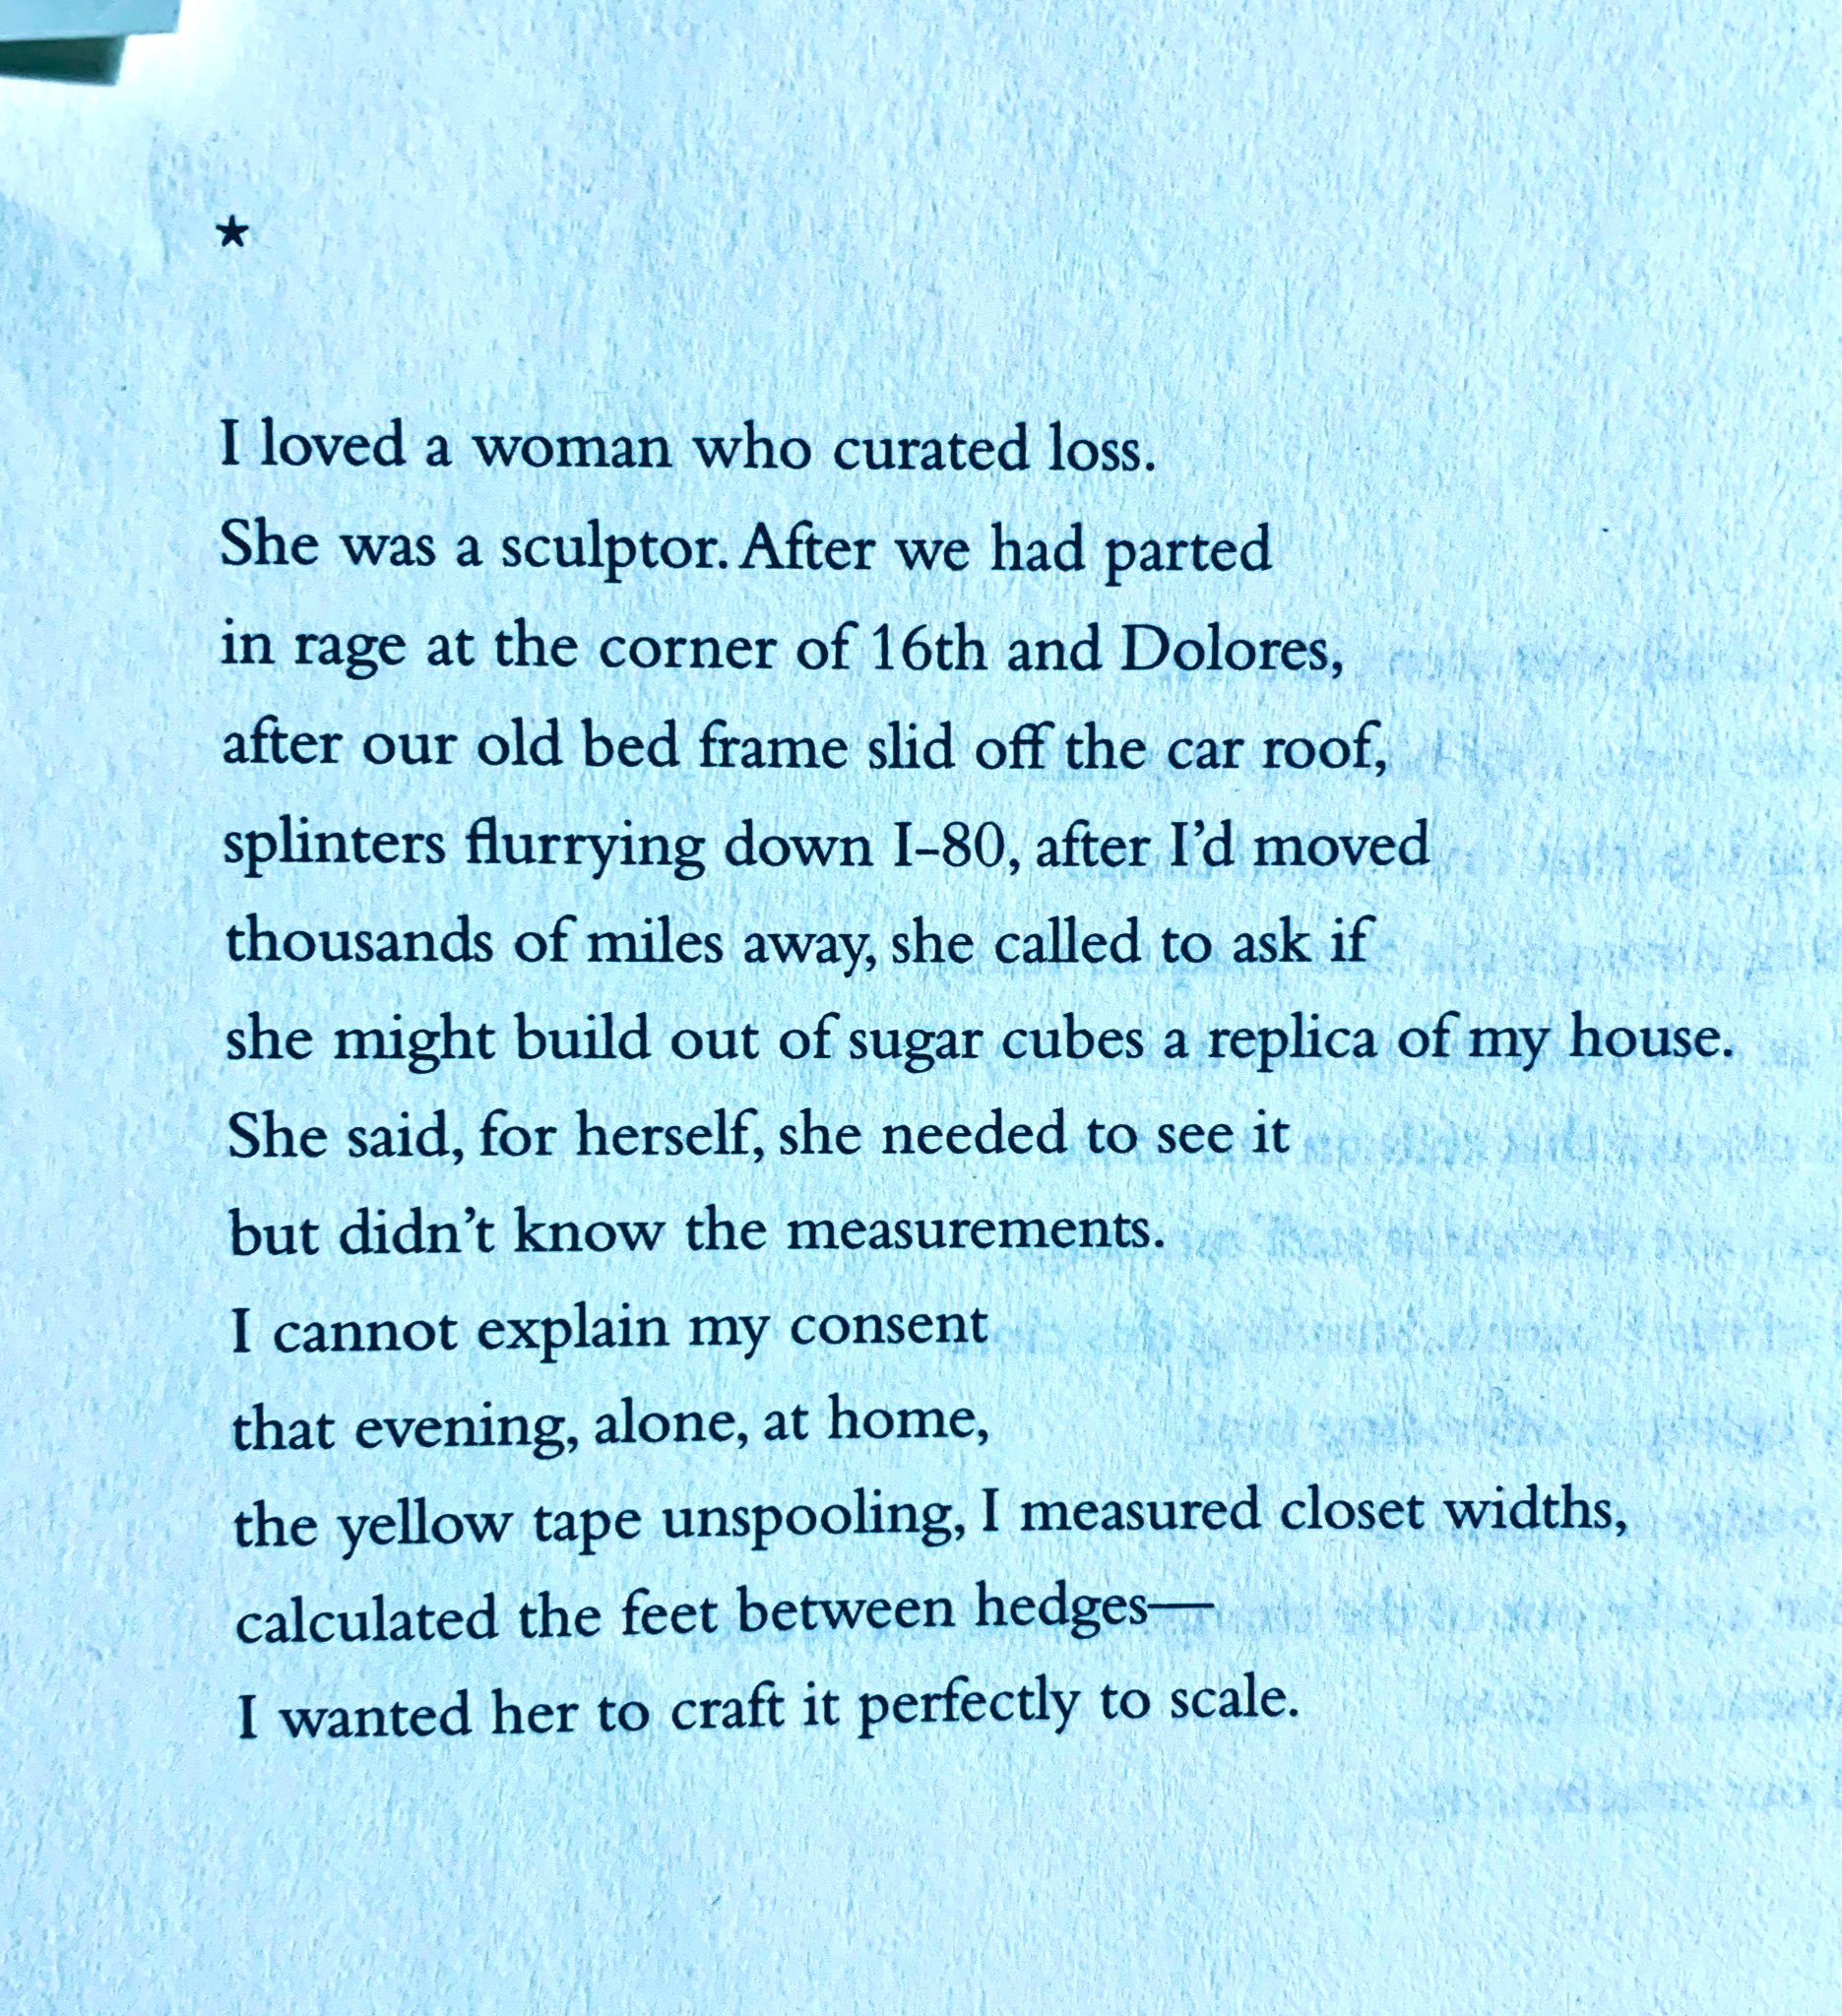 *
I loved a woman who curated loss.
She was a sculptor. After we had parted
in rage at the corner of 16th and Dolores,
after our old bed frame slid off the car roof,
splinters flurrying down I-80, after I’d moved
thousands of miles away, she called to ask if
she might build out of sugar cubes a replica of my house.
She said, for herself, she needed to see it
but didn’t know the measurements.
I cannot explain my consent
that evening, alone, at home,
the yellow tape unspooling, I measured closet widths,
calculated the feet between hedges—
I wanted her to craft it perfectly to scale.